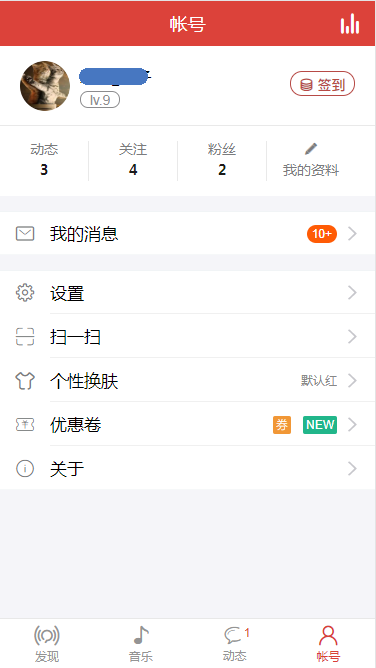 帐号
lv.9
签到
动态
关注
粉丝
3
4
2
我的资料
我的消息
10+
设置
扫一扫
个性换肤
默认红
优惠卷
券
NEW
关于
发现
音乐
动态
1
帐号